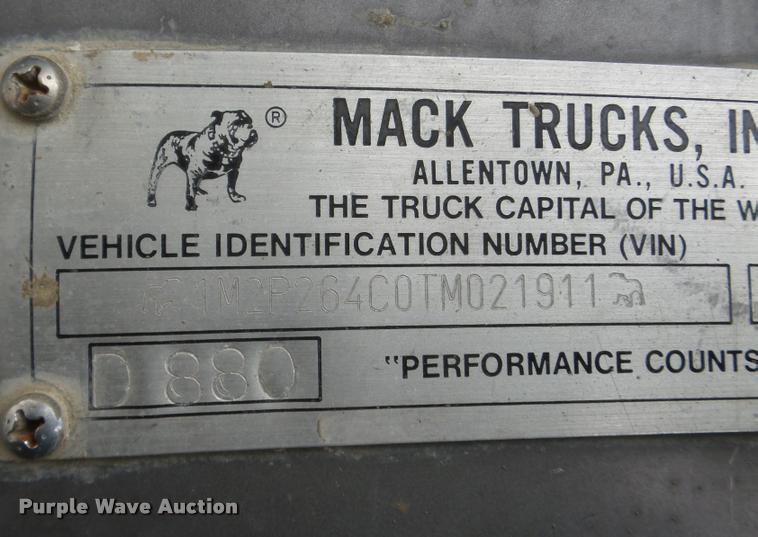 ®
MACK TRUCKS, IN
ALLENTOWN, PA., U.S.A.
THE TRUCK CAPITAL OF THE W
VEHICLE IDENTIFICATION NUMBER (VIN)
1M2P264C0TM021911
D 880
"PERFORMANCE COUNTS
Purple Wave Auction